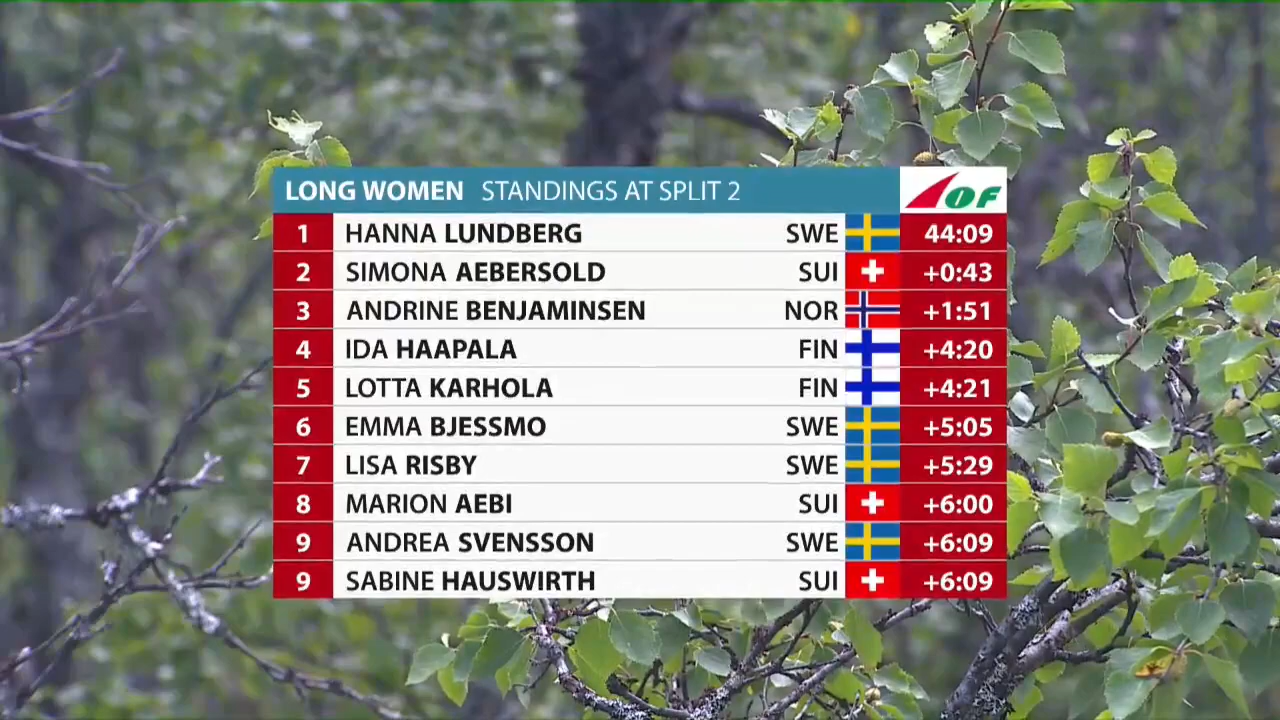 LONG WOMEN STANDINGS AT SPLIT 2 IOF
1 HANNA LUNDBERG SWE 44:09
2 SIMONA AEBERSOLD SUI +0:43
3 ANDRINE BENJAMINSEN NOR +1:51
4 IDA HAAPALA FIN +4:20
5 LOTTA KARHOLA FIN +4:21
6 EMMA BJESSMO SWE +5:05
7 LISA RISBY SWE +5:29
8 MARION AEBI SUI +6:00
9 ANDREA SVENSSON SWE +6:09
9 SABINE HAUSWIRTH SUI +6:09